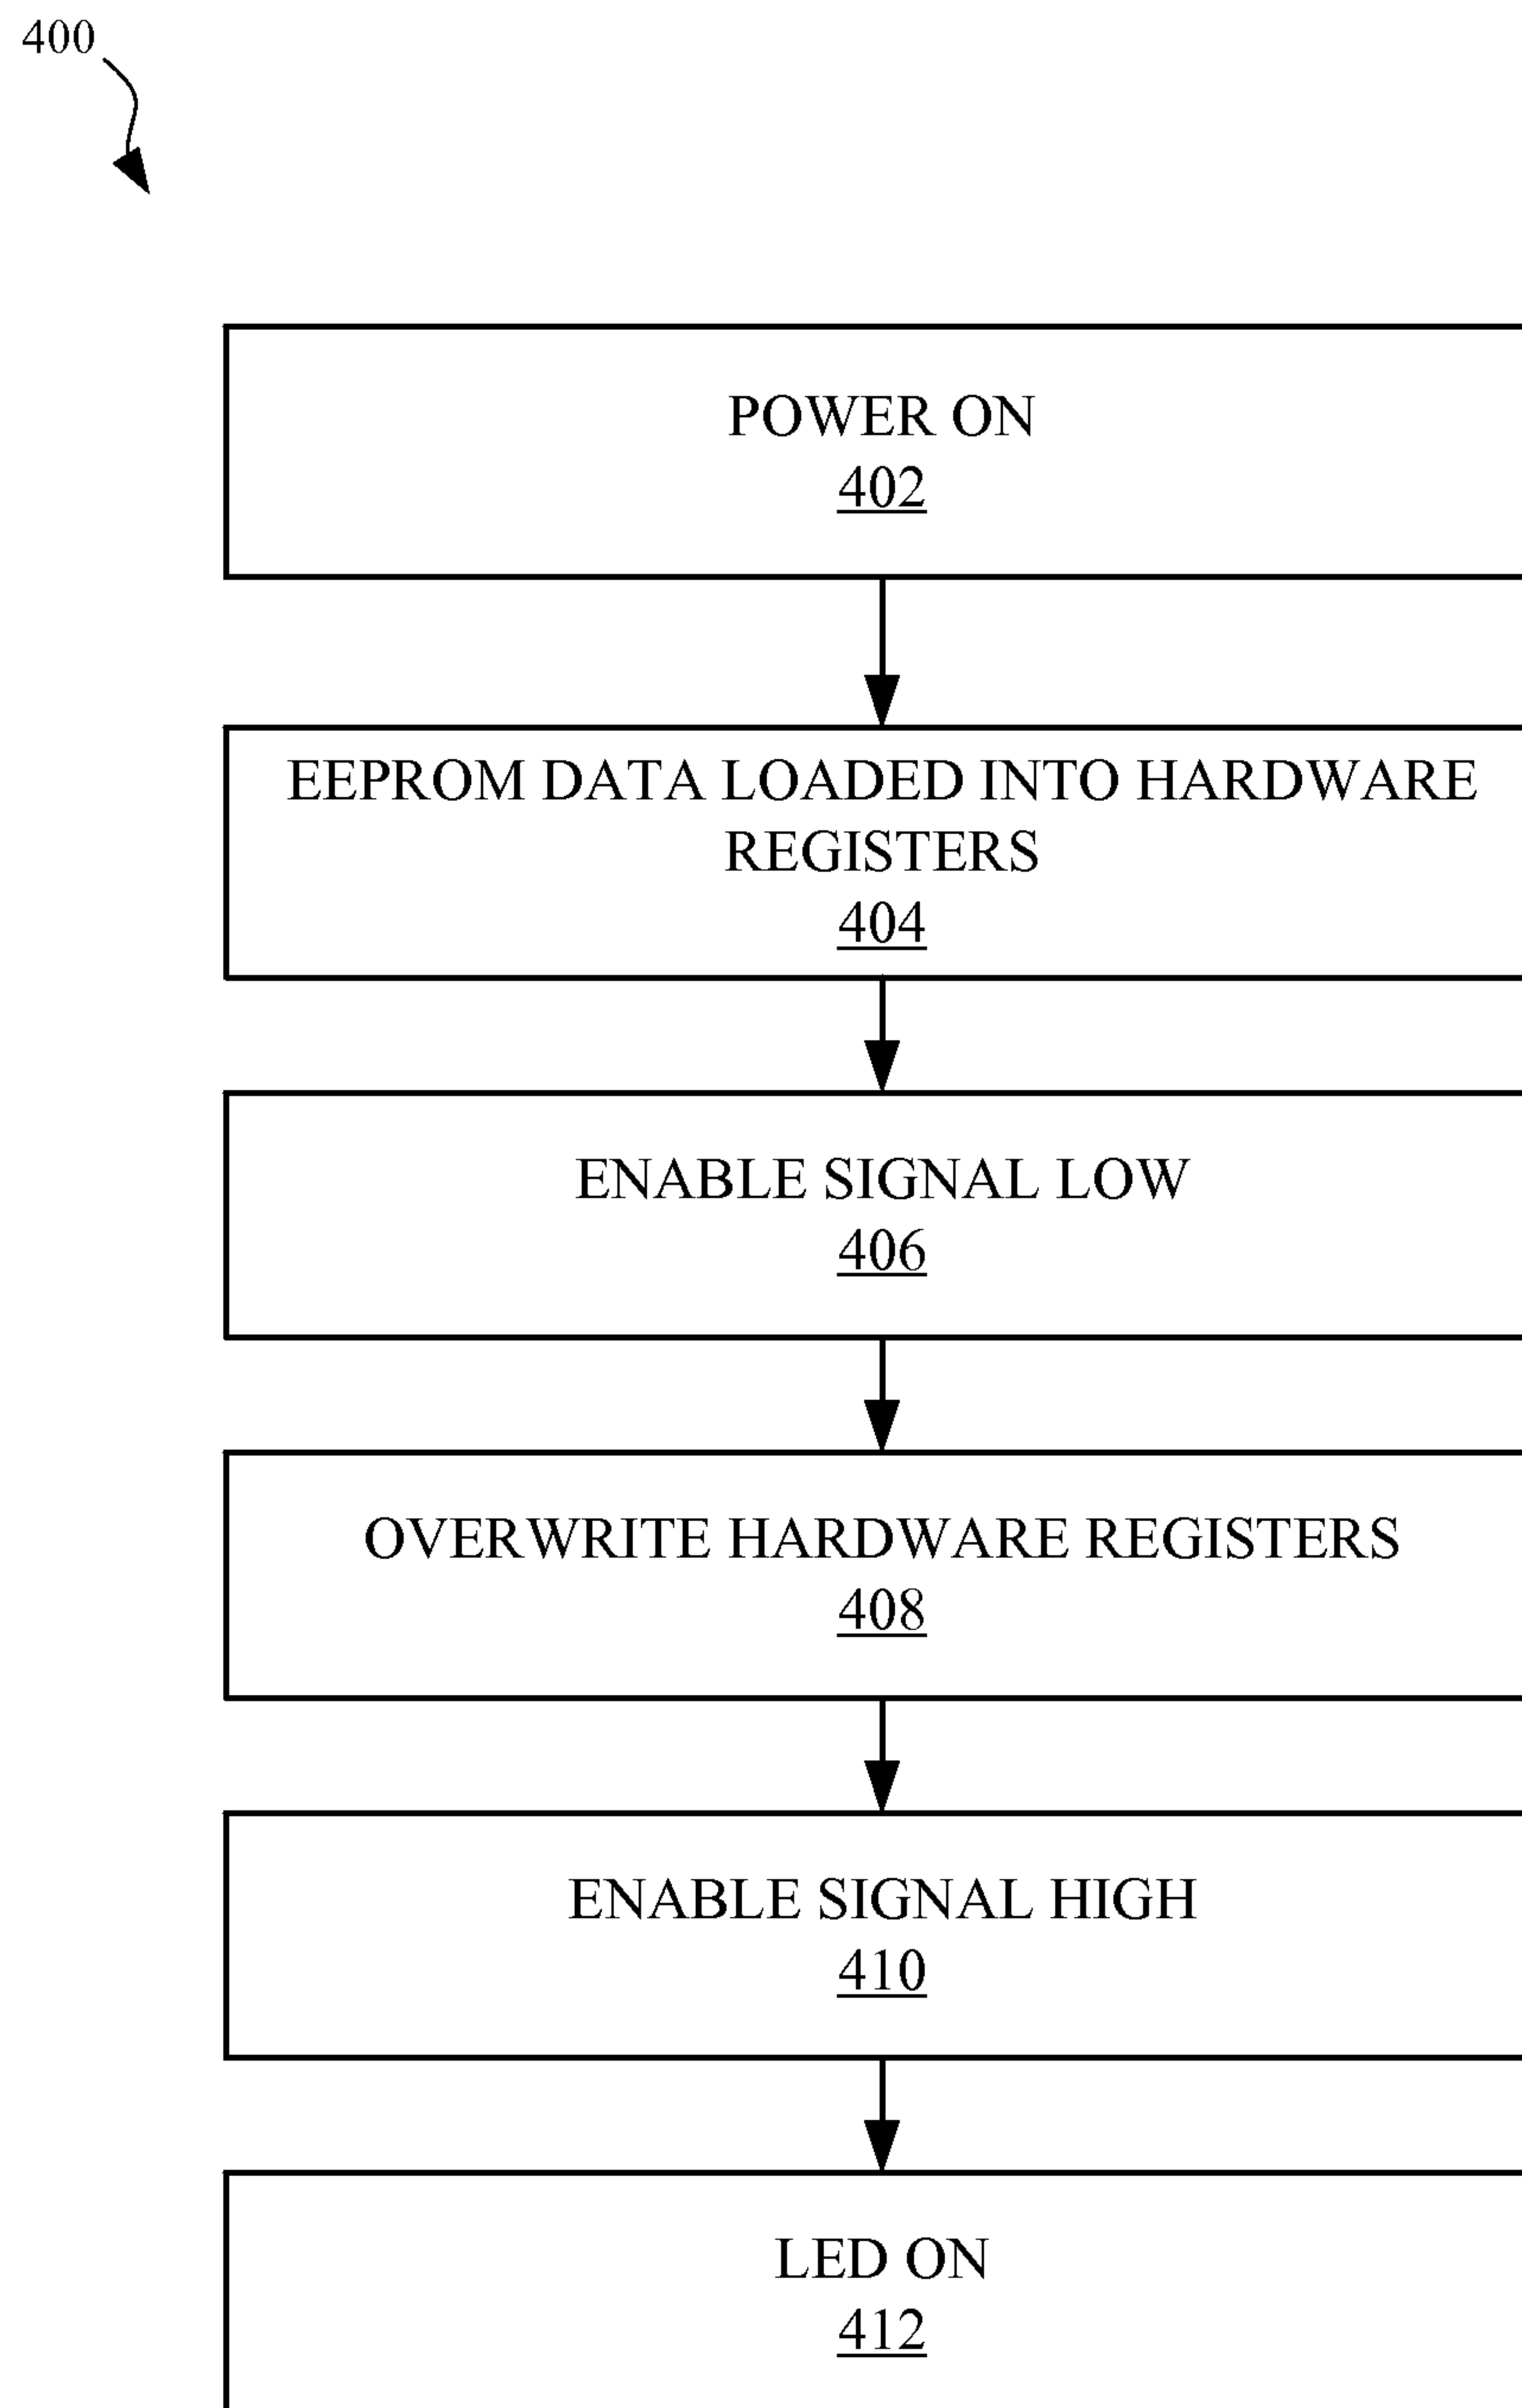 400
POWER ON
402
EEPROM DATA LOADED INTO HARDWARE
REGISTERS
404
ENABLE SIGNAL LOW
406
OVERWRITE HARDWARE REGISTERS
408
ENABLE SIGNAL HIGH
410
LED ON
412